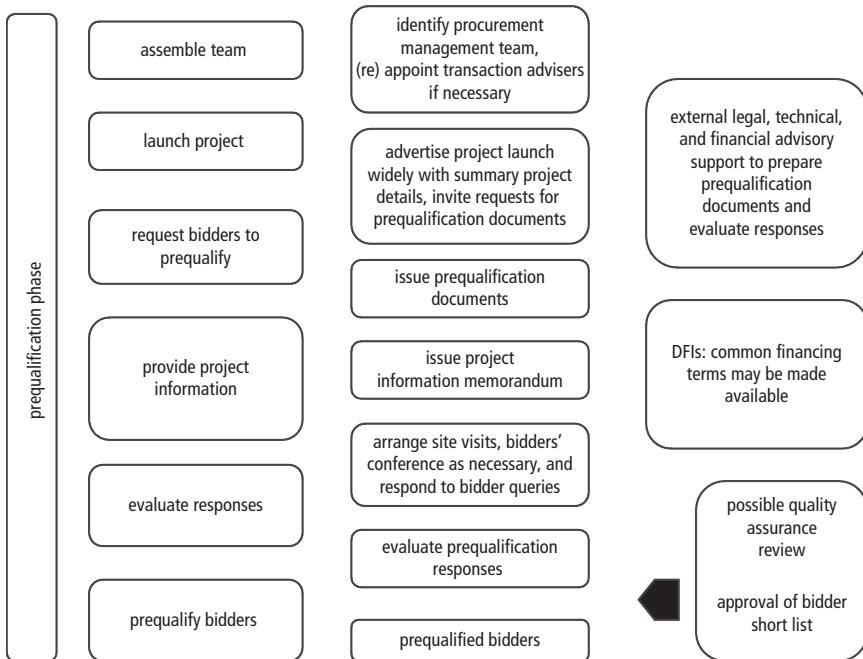 prequalification phase
assemble team
launch project
request bidders to
prequalify
provide project
information
evaluate responses
prequalify bidders
identify procurement
management team,
(re) appoint transaction advisers
if necessary
advertise project launch
widely with summary project
details, invite requests for
prequalification documents
issue prequalification
documents
issue project
information memorandum
arrange site visits, bidders’
conference as necessary, and
respond to bidder queries
evaluate prequalification
responses
prequalified bidders
external legal, technical,
and financial advisory
support to prepare
prequalification
documents and
evaluate responses
DFIs: common financing
terms may be made
available
possible quality
assurance
review
approval of bidder
short list